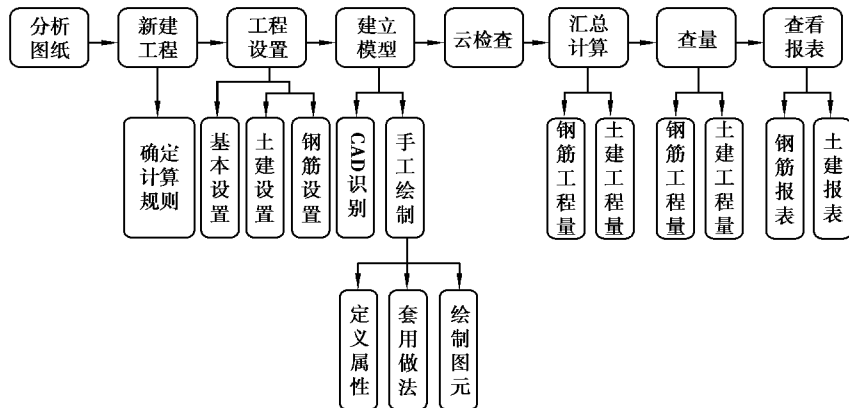 分析
图纸
新建
工程
工程
设置
建立
模型
云检查
汇总
计算
查量
查看
报表
确定
计算
规则
基本设置
土建设置
钢筋设置
CAD识别
手工绘制
钢筋工程量
土建工程量
钢筋工程量
土建工程量
钢筋报表
土建报表
定义属性
套用做法
绘制图元